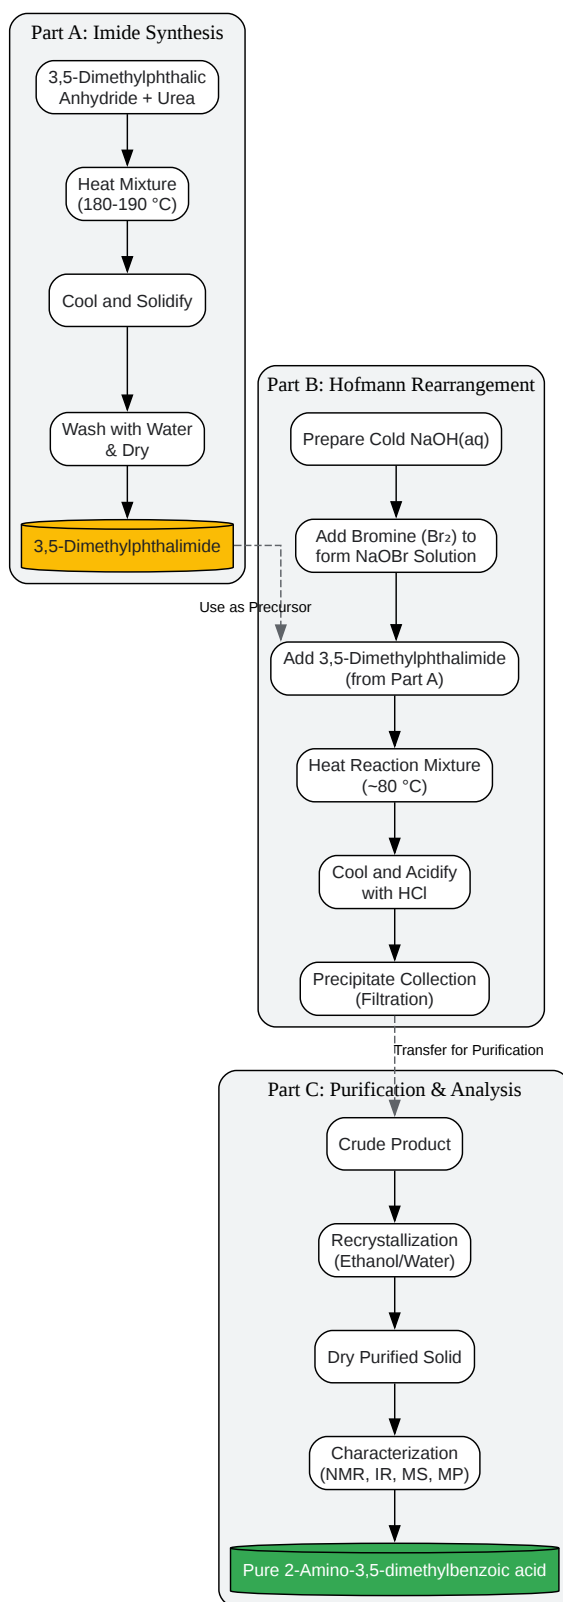 Part A: Imide Synthesis
3,5-Dimethylphthalic
Anhydride + Urea
Heat Mixture
(180-190 °C)
Cool and Solidify
Wash with Water
& Dry
3,5-Dimethylphthalimide
Use as Precursor
Part B: Hofmann Rearrangement
Prepare Cold NaOH(aq)
Add Bromine (Br₂) to
form NaOBr Solution
Add 3,5-Dimethylphthalimide
(from Part A)
Heat Reaction Mixture
(~80 °C)
Cool and Acidify
with HCl
Precipitate Collection
(Filtration)
Transfer for Purification
Part C: Purification & Analysis
Crude Product
Recrystallization
(Ethanol/Water)
Dry Purified Solid
Characterization
(NMR, IR, MS, MP)
Pure 2-Amino-3,5-dimethylbenzoic acid